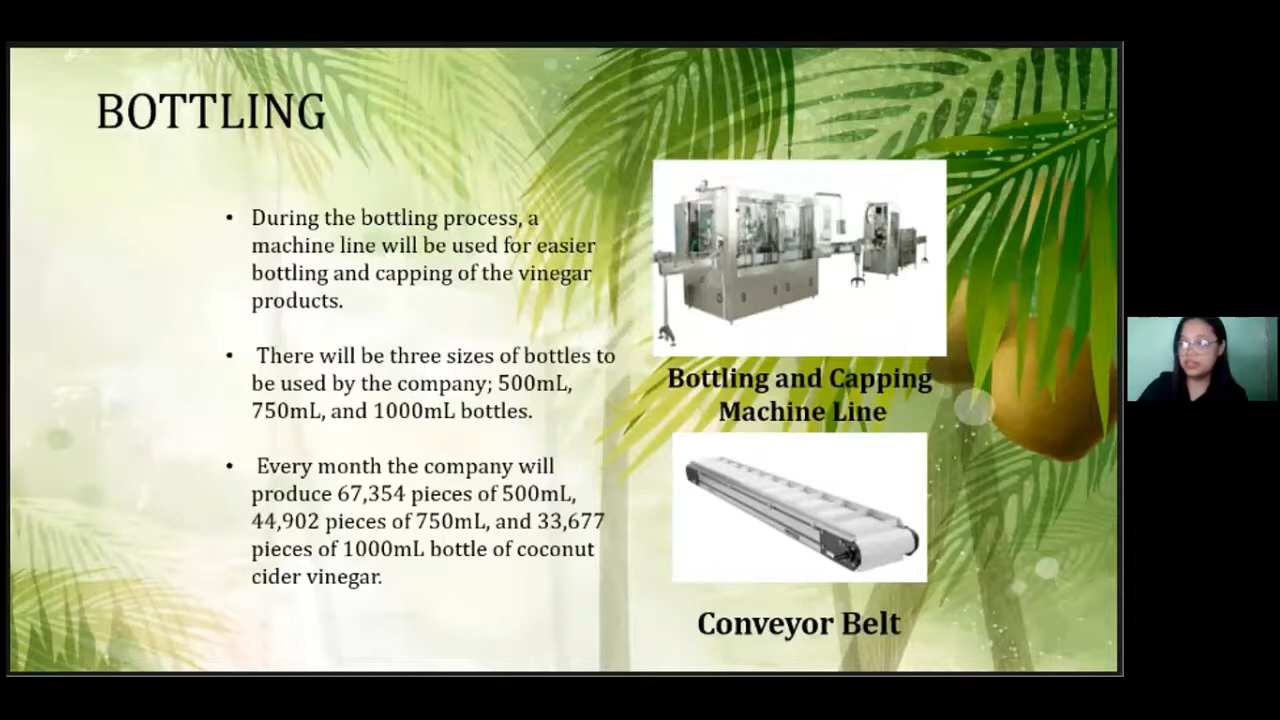 BOTTLING
• During the bottling process, a
machine line will be used for easier
bottling and capping of the vinegar
products.
• There will be three sizes of bottles to
be used by the company; 500mL,
750mL, and 1000mL bottles.
• Every month the company will
produce 67,354 pieces of 500mL,
44,902 pieces of 750mL, and 33,677
pieces of 1000mL bottle of coconut
cider vinegar.
Bottling and Capping
Machine Line
Conveyor Belt